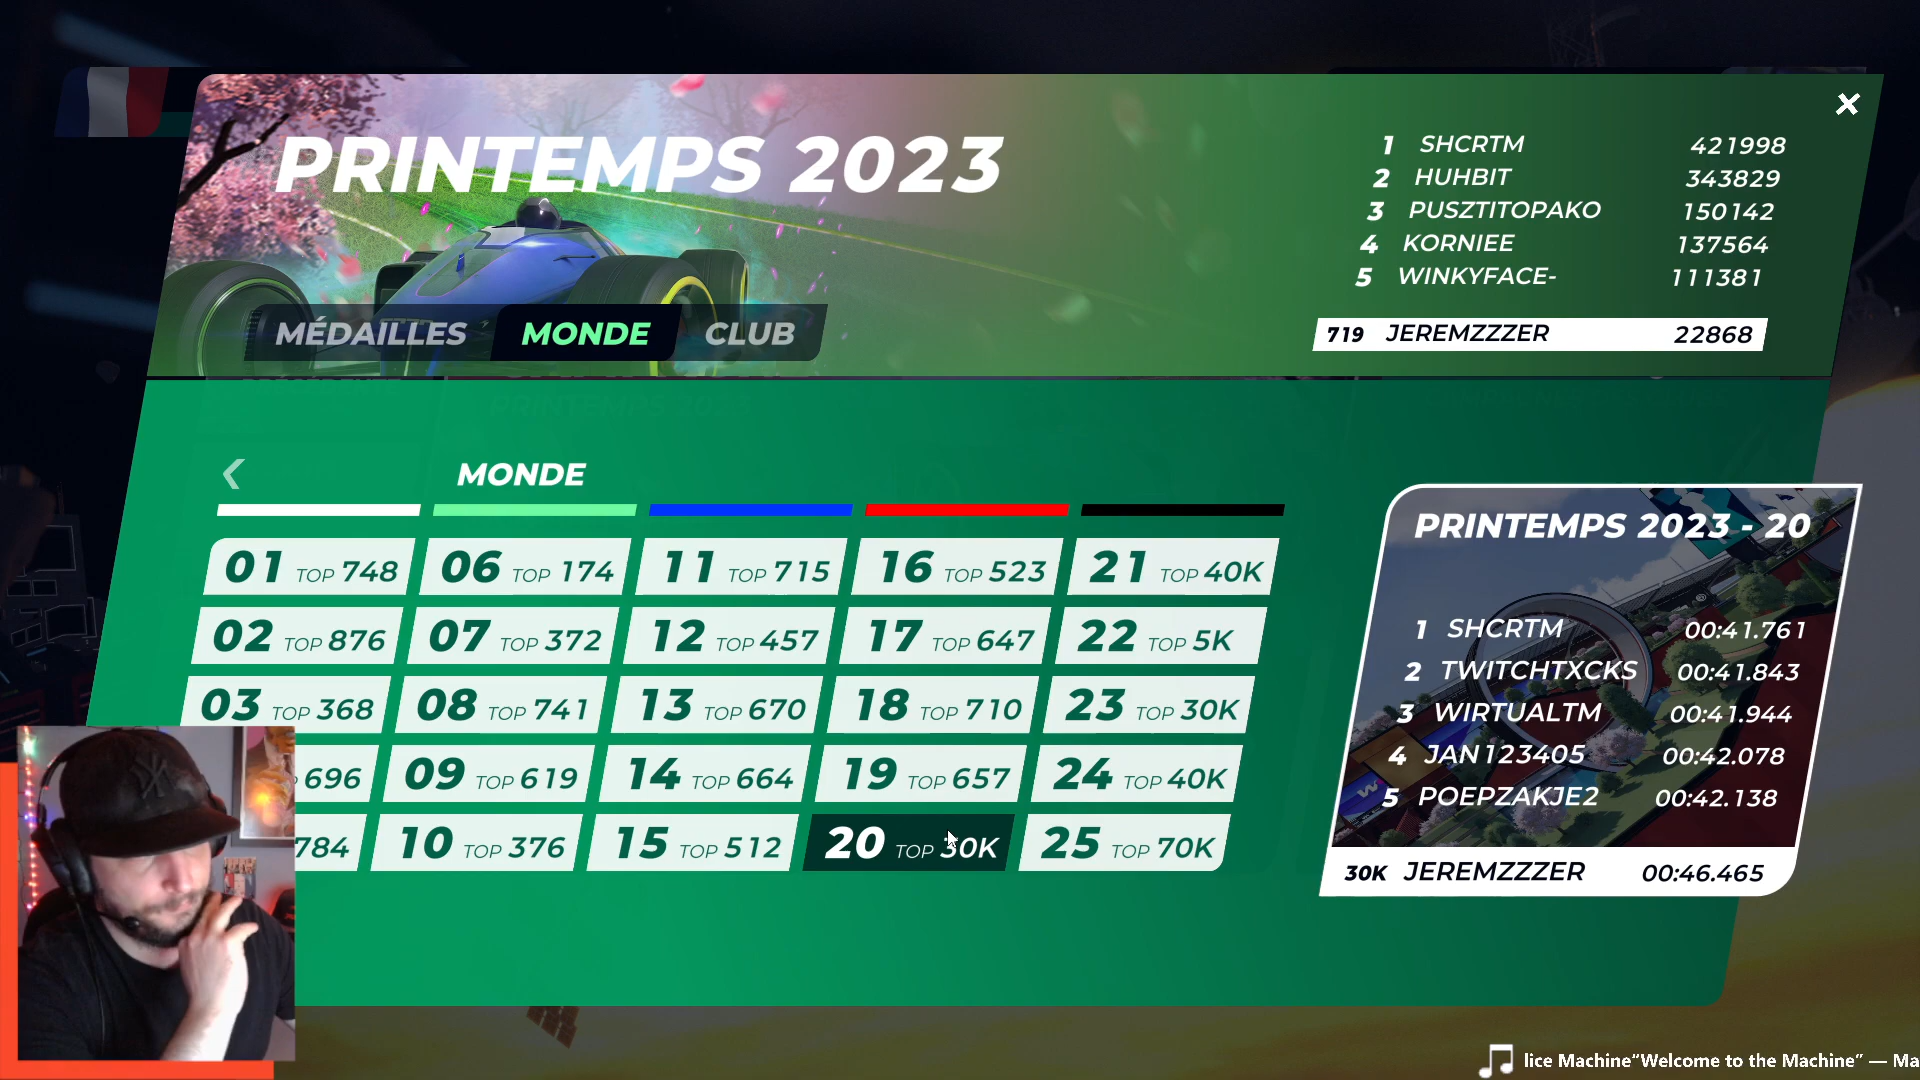 PRINTEMPS 2023
1 SHCRTM 421998
2 HUHBIT 343829
3 PUSZTITOPAKO 150142
4 KORNIEE 137564
5 WINKYFACE- 111381
719 JEREMZZZER 22868
MÉDAILLES MONDE CLUB
MONDE
01 TOP 748 06 TOP 174 11 TOP 715 16 TOP 523 21 TOP 40K
02 TOP 876 07 TOP 372 12 TOP 457 17 TOP 647 22 TOP 5K
03 TOP 368 08 TOP 741 13 TOP 670 18 TOP 710 23 TOP 30K
696 09 TOP 619 14 TOP 664 19 TOP 657 24 TOP 40K
784 10 TOP 376 15 TOP 512 20 TOP 30K 25 TOP 70K
PRINTEMPS 2023 - 20
1 SHCRTM 00:41.761
2 TWITCHTXCKS 00:41.843
3 WIRTUALTM 00:41.944
4 JAN123405 00:42.078
5 POEPZAKJE2 00:42.138
30K JEREMZZZER 00:46.465
lice Machine“Welcome to the Machine” — Ma